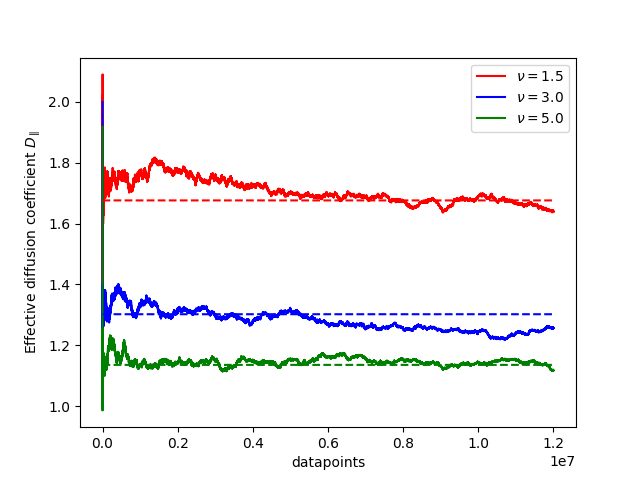 ν = 1.5
ν = 3.0
ν = 5.0
2.0
1.8
1.6
1.4
1.2
1.0
Effective diffusion coefficient D∥
0.0 0.2 0.4 0.6 0.8 1.0 1.2
1e7
datapoints